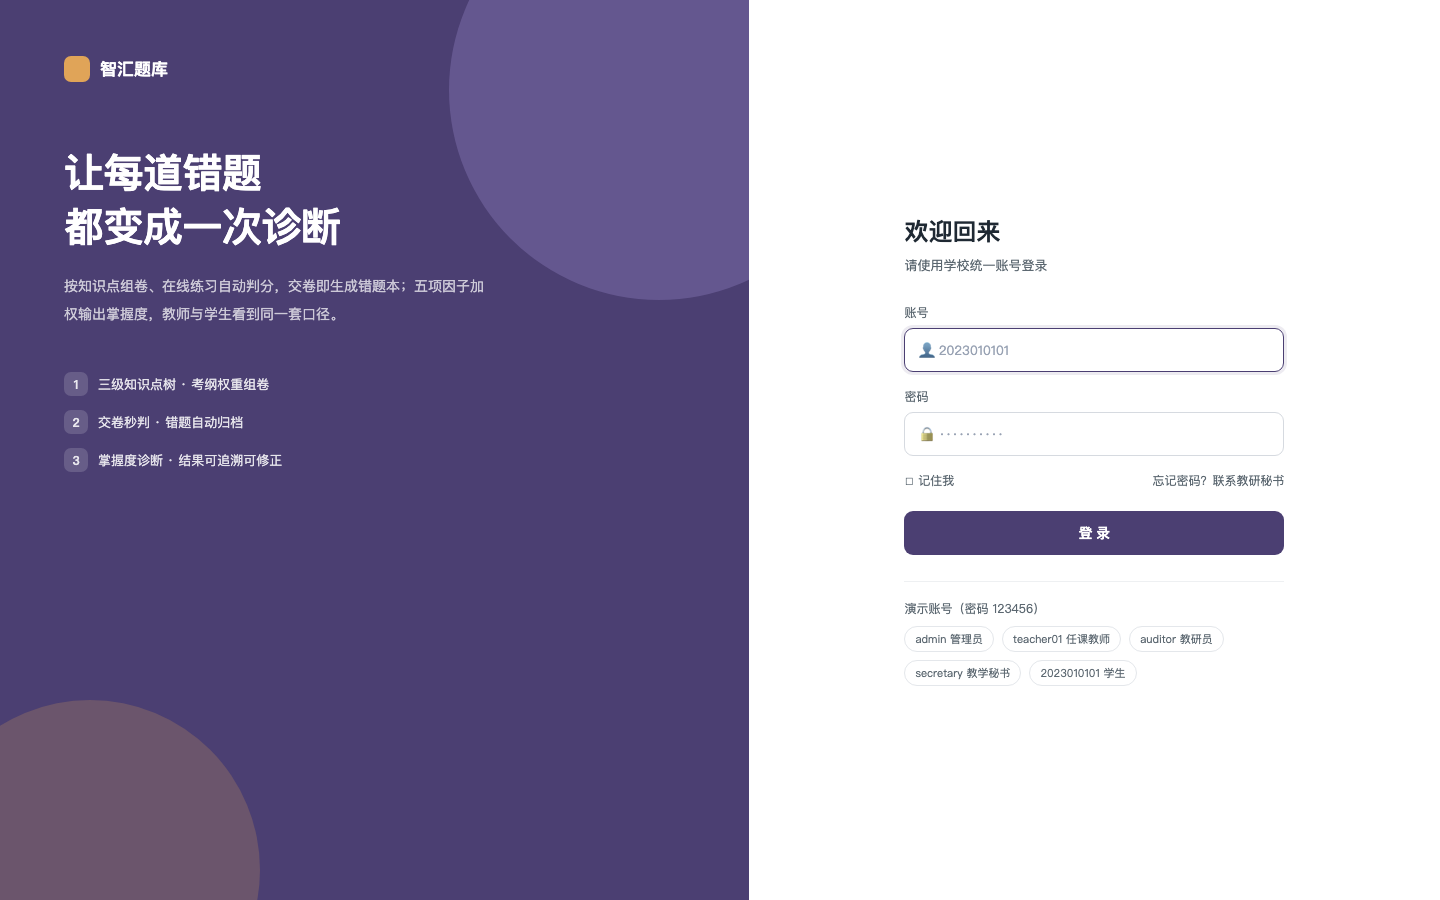 智汇题库
让每道错题
都变成一次诊断
按知识点组卷、在线练习自动判分，交卷即生成错题本；五项因子加
权输出掌握度，教师与学生看到同一套口径。
1 三级知识点树 · 考纲权重组卷
2 交卷秒判 · 错题自动归档
3 掌握度诊断 · 结果可追溯可修正
欢迎回来
请使用学校统一账号登录
账号
👤 2023010101
密码
🔒 ··········
□ 记住我
忘记密码？联系教研秘书
登 录
演示账号（密码 123456）
admin 管理员
teacher01 任课教师
auditor 教研员
secretary 教学秘书
2023010101 学生